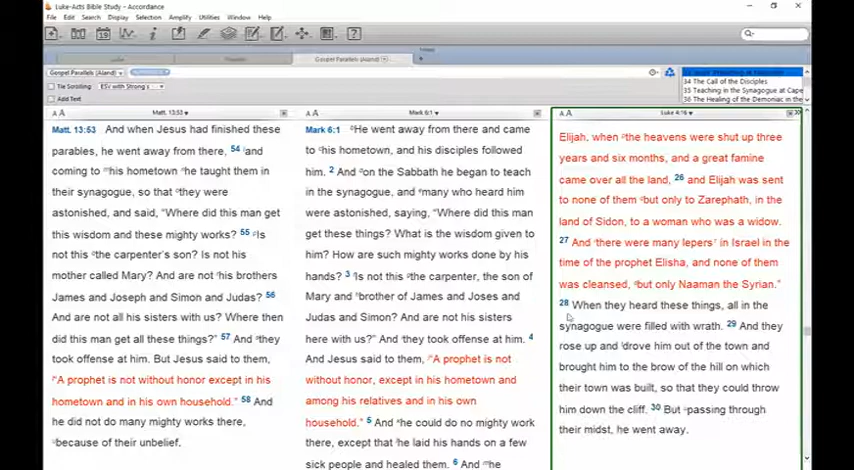 Luke-Acts Bible Study - Accordance
File Edit Search Display Selection Amplify Utilities Window Help
19
Gospel Parallels (Aland)
Gospel Parallels (Aland)
Tie Scrolling: ESV with Strong's
Add Text
34 The Call of the Disciples
35 Teaching in the Synagogue at Cape
36 The Healing of the Demoniac in the
A A Matt. 13:53
Matt. 13:53 And when Jesus had finished these
parables, he went away from there, 54 and
coming to his hometown he taught them in
their synagogue, so that they were
astonished, and said, “Where did this man get
this wisdom and these mighty works? 55 Is
not this the carpenter’s son? Is not his
mother called Mary? And are not his brothers
James and Joseph and Simon and Judas? 56
And are not all his sisters with us? Where then
did this man get all these things?” 57 And they
took offense at him. But Jesus said to them,
“A prophet is not without honor except in his
hometown and in his own household.” 58 And
he did not do many mighty works there,
because of their unbelief.
A A Mark 6:1
Mark 6:1 He went away from there and came
to his hometown, and his disciples followed
him. 2 And on the Sabbath he began to teach
in the synagogue, and many who heard him
were astonished, saying, “Where did this man
get these things? What is the wisdom given to
him? How are such mighty works done by his
hands? 3 Is not this the carpenter, the son of
Mary and brother of James and Joses and
Judas and Simon? And are not his sisters
here with us?” And they took offense at him. 4
And Jesus said to them, “A prophet is not
without honor, except in his hometown and
among his relatives and in his own
household.” 5 And he could do no mighty work
there, except that he laid his hands on a few
sick people and healed them. 6 And he
A A Luke 4:16
Elijah, when the heavens were shut up three
years and six months, and a great famine
came over all the land, 26 and Elijah was sent
to none of them but only to Zarephath, in the
land of Sidon, to a woman who was a widow.
27 And there were many lepers in Israel in the
time of the prophet Elisha, and none of them
was cleansed, but only Naaman the Syrian.”
28 When they heard these things, all in the
synagogue were filled with wrath. 29 And they
rose up and drove him out of the town and
brought him to the brow of the hill on which
their town was built, so that they could throw
him down the cliff. 30 But passing through
their midst, he went away.